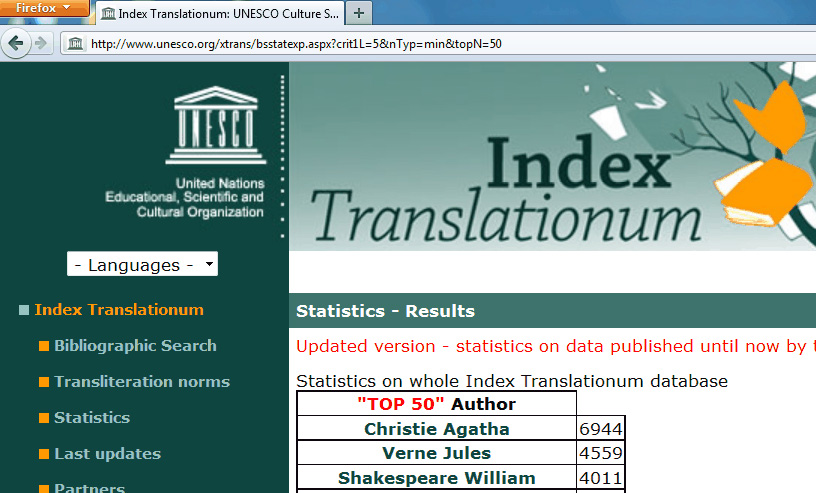 Firefox
Index Translationum: UNESCO Culture S...
http://www.unesco.org/xtrans/bsstatexp.aspx?crit1L=5&nTyp=min&topN=50
UNESCO
United Nations
Educational, Scientific and
Cultural Organization
Index
Translationum
- Languages -
Index Translationum
Bibliographic Search
Transliteration norms
Statistics
Last updates
Partners
Statistics - Results
Updated version - statistics on data published until now by
Statistics on whole Index Translationum database
"TOP 50" Author
Christie Agatha 6944
Verne Jules 4559
Shakespeare William 4011